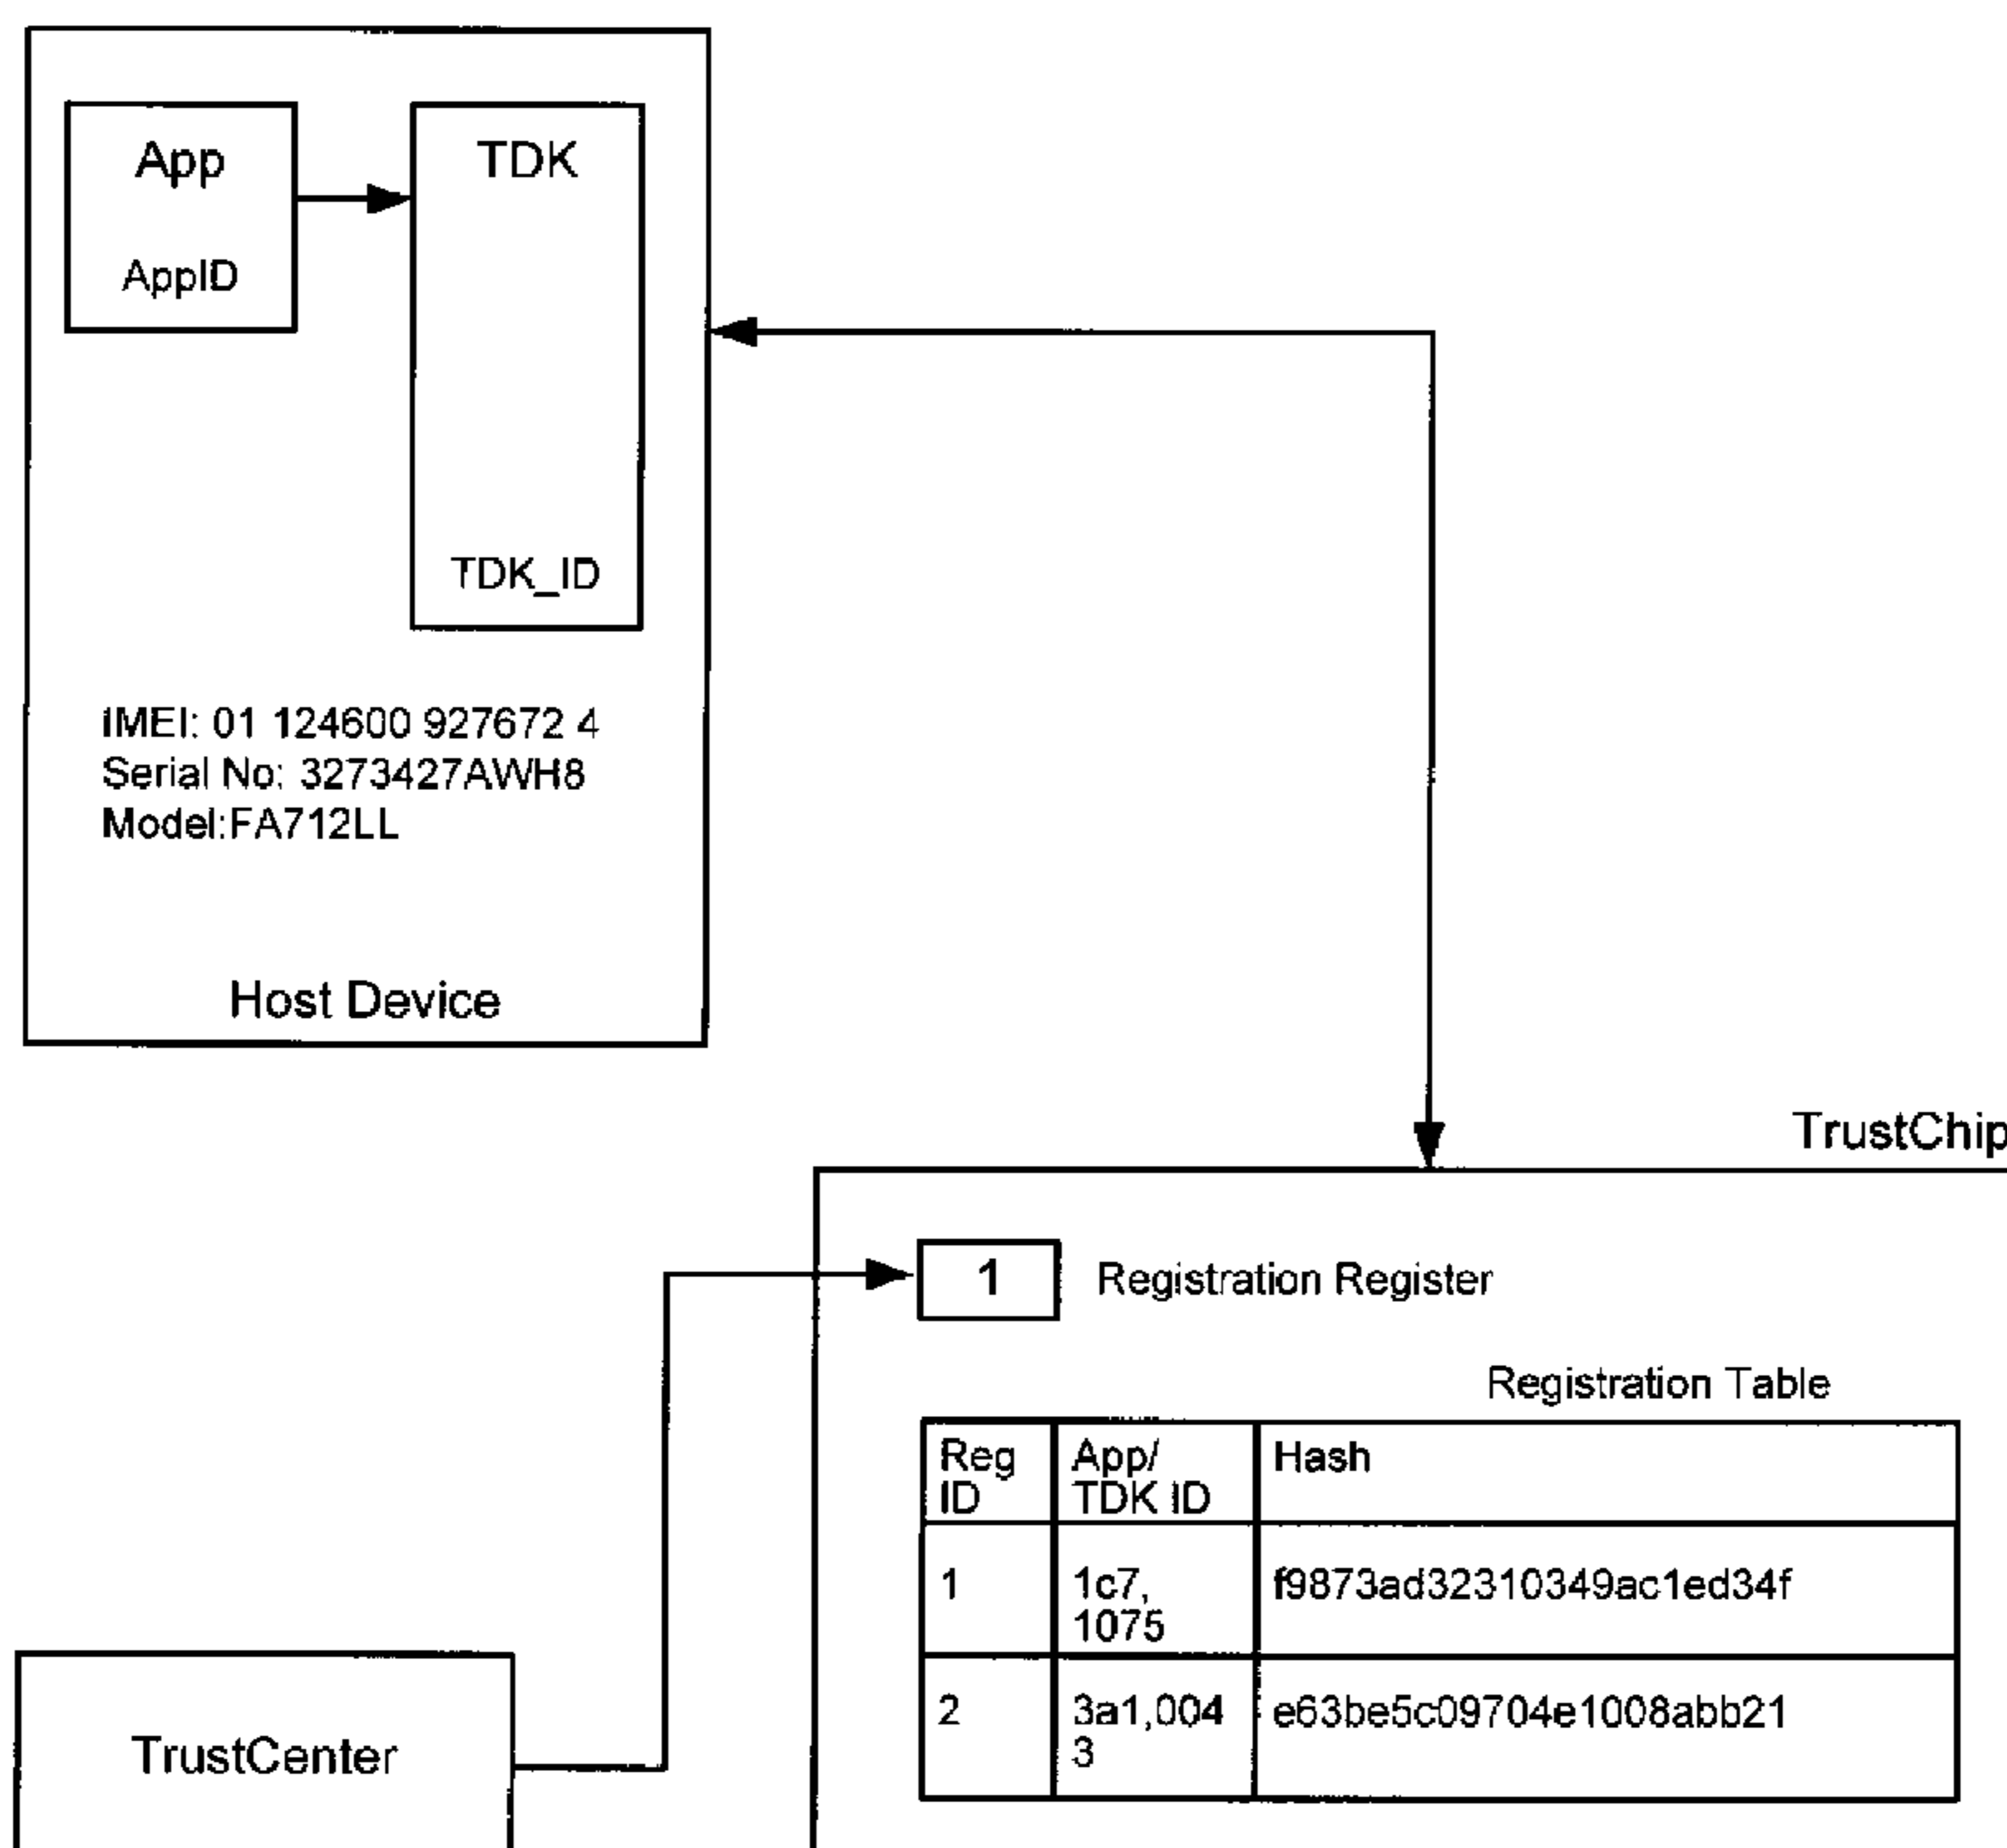 App
AppID
TDK
TDK_ID
IMEI: 01 124600 927672 4
Serial No: 3273427AWH8
Model:FA712LL
Host Device
TrustChip
1 Registration Register
Registration Table
Reg ID App/ TDK ID Hash
1 1c7, 1075 f9873ad32310349ac1ed34f
2 3a1,004 3 e63be5c09704e1008abb21
TrustCenter